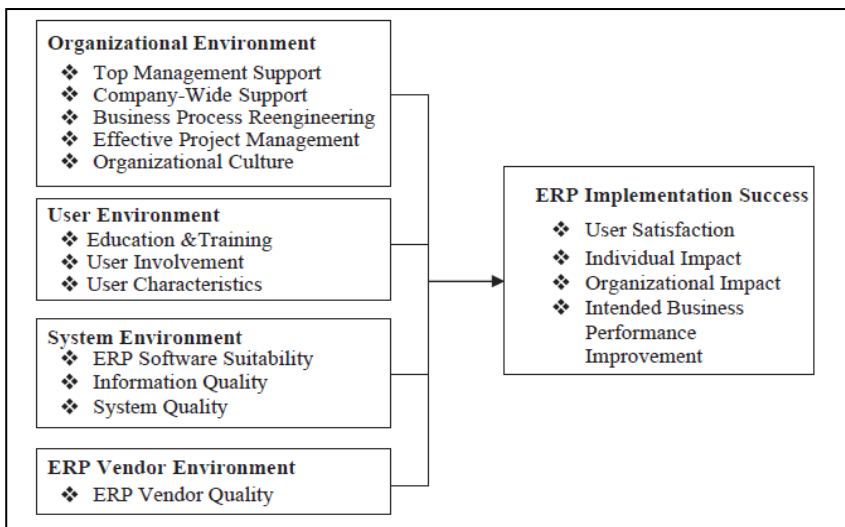 Organizational Environment
❖ Top Management Support
❖ Company-Wide Support
❖ Business Process Reengineering
❖ Effective Project Management
❖ Organizational Culture
User Environment
❖ Education &Training
❖ User Involvement
❖ User Characteristics
System Environment
❖ ERP Software Suitability
❖ Information Quality
❖ System Quality
ERP Vendor Environment
❖ ERP Vendor Quality
ERP Implementation Success
❖ User Satisfaction
❖ Individual Impact
❖ Organizational Impact
❖ Intended Business
Performance
Improvement